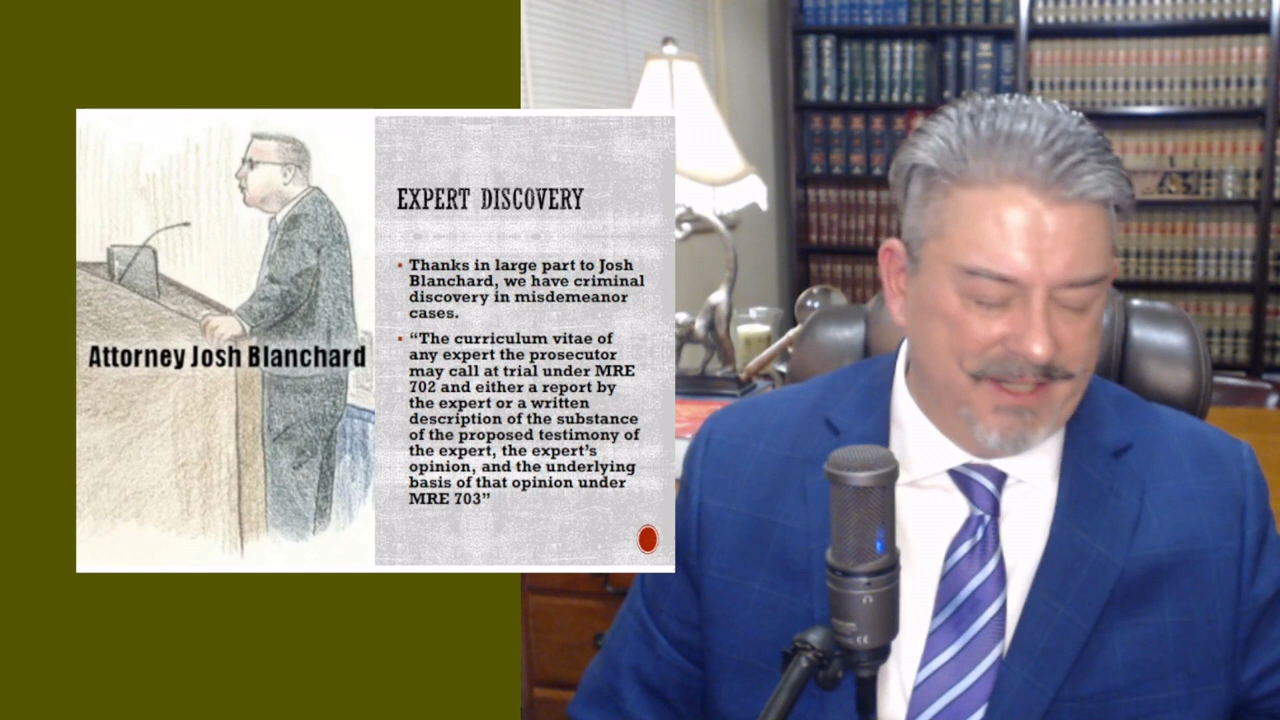 EXPERT DISCOVERY
Thanks in large part to Josh
Blanchard, we have criminal
discovery in misdemeanor
cases.
“The curriculum vitae of
any expert the prosecutor
may call at trial under MRE
702 and either a report by
the expert or a written
description of the substance
of the proposed testimony of
the expert, the expert’s
opinion, and the underlying
basis of that opinion under
MRE 703”
Attorney Josh Blanchard